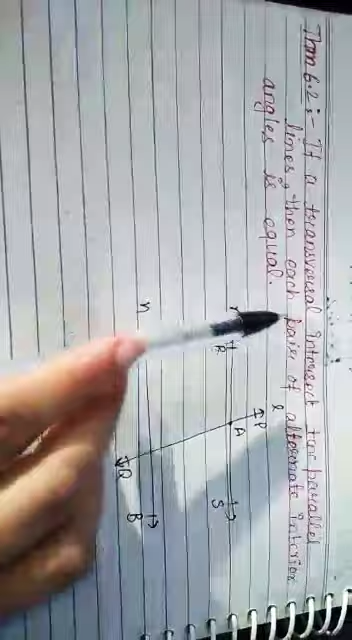 Thm 6.2 :- If a transversal intersect two parallel
lines, then each pair of alternate interior
angles is equal.
l
P
A
R
S
n
B
Q